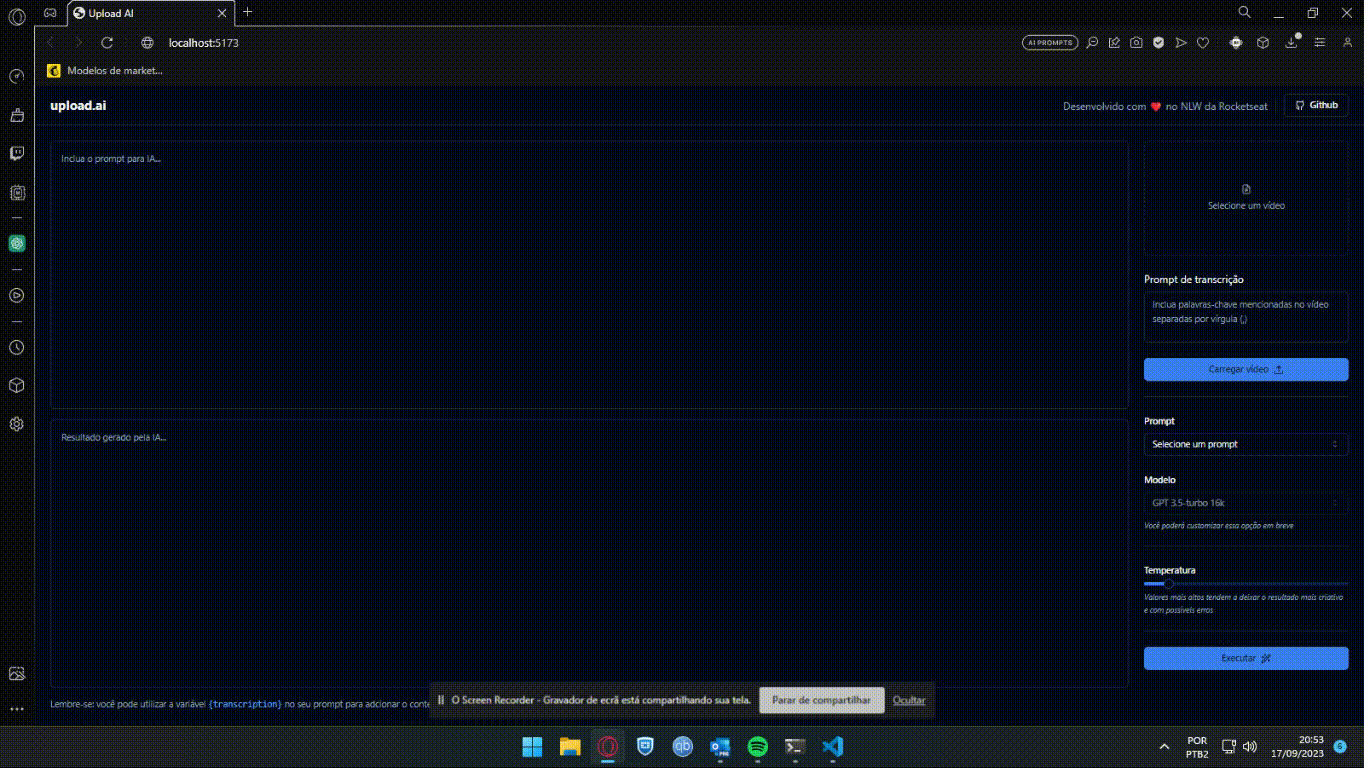 Upload AI
localhost:5173
AI PROMPTS
Modelos de market...
upload.ai
Desenvolvido com ❤ no NLW da Rocketseat
Github
Inclua o prompt para IA...
Resultado gerado pela IA...
Lembre-se: você pode utilizar a variável {transcription} no seu prompt para adicionar o conte
Selecione um vídeo
Prompt de transcrição
Inclua palavras-chave mencionadas no vídeo
separadas por vírgula (,)
Carregar vídeo
Prompt
Selecione um prompt
Modelo
GPT 3.5-turbo 16k
Você poderá customizar essa opção em breve
Temperatura
Valores mais altos tendem a deixar o resultado mais criativo
e com possíveis erros
Executar
O Screen Recorder - Gravador de ecrã está compartilhando sua tela.
Parar de compartilhar
Ocultar
qb
PRE
POR
PTB2
20:53
17/09/2023
6